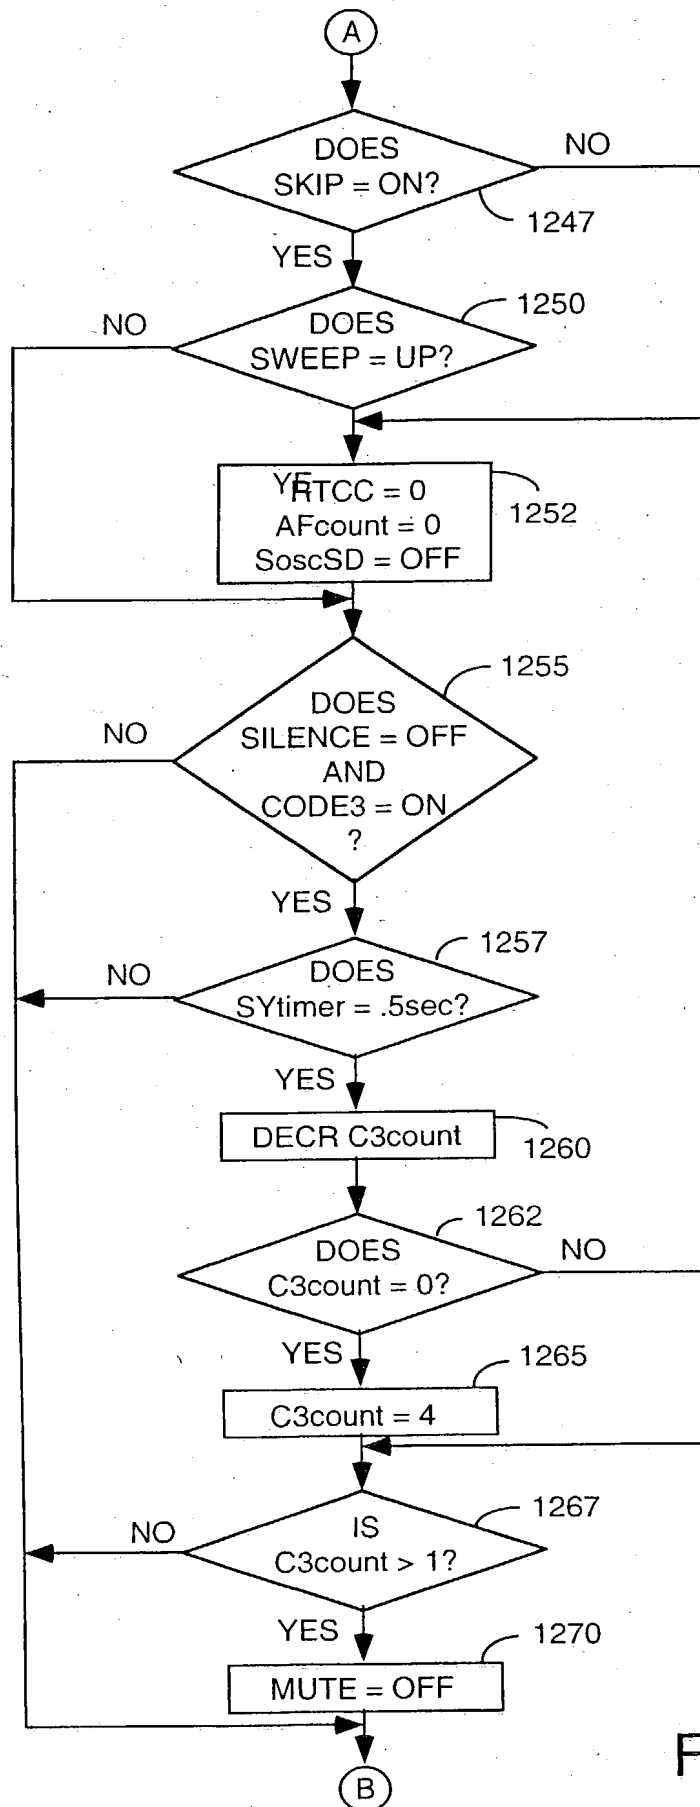 A
DOES
SKIP = ON?
NO
1247
YES
1250
NO
DOES
SWEEP = UP?
YE
RTCC = 0
AFcount = 0
SoscSD = OFF
1252
1255
DOES
SILENCE = OFF
AND
CODE3 = ON
?
NO
YES
1257
NO
DOES
SYtimer = .5sec?
YES
DECR C3count
1260
1262
DOES
C3count = 0?
NO
YES
1265
C3count = 4
1267
IS
C3count > 1?
NO
YES
1270
MUTE = OFF
F
B